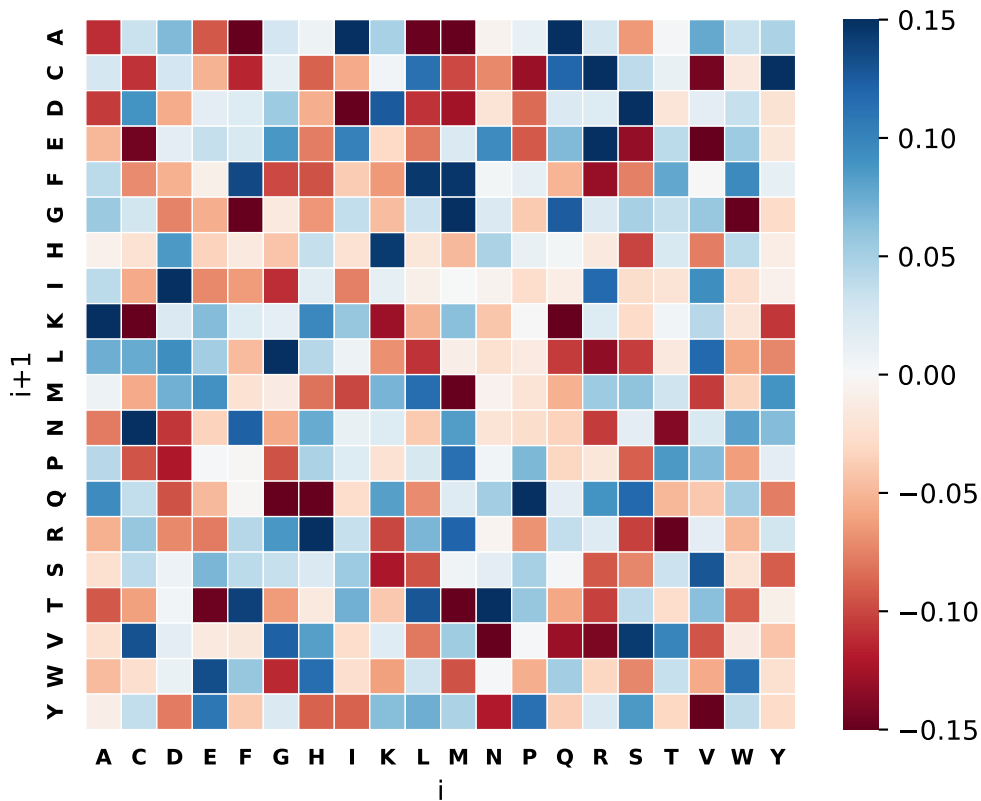 A
C
D
E
F
G
H
I
K
L
M
N
P
Q
R
S
T
V
W
Y
i+1
A C D E F G H I K L M N P Q R S T V W Y
i
0.15
0.10
0.05
0.00
−0.05
−0.10
−0.15